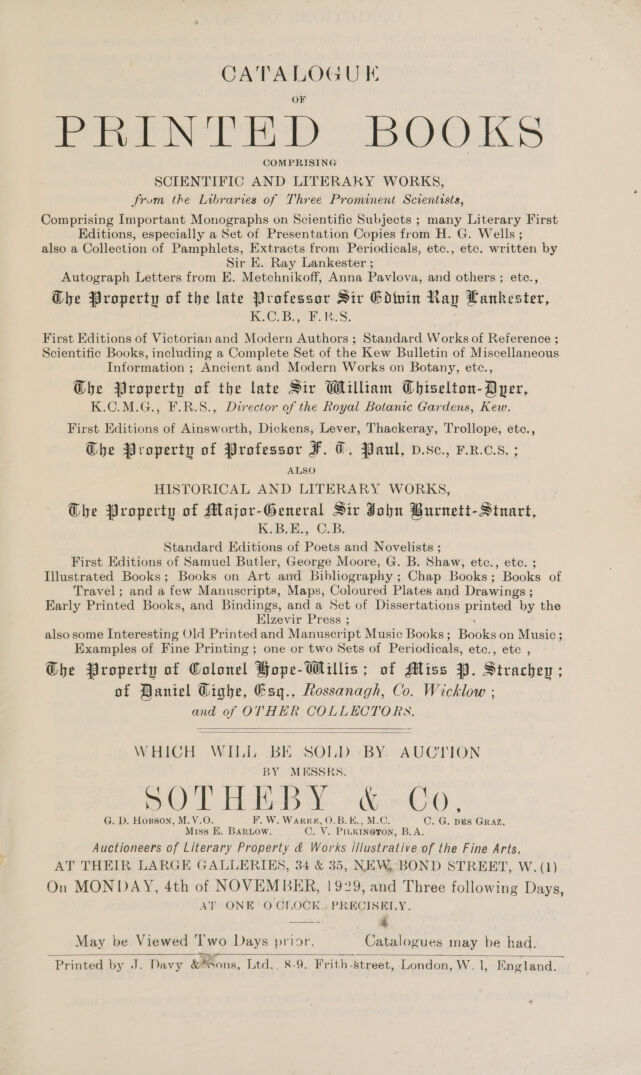 CATALOGUE
OF
PRINTED BOOKS
COMPRISING
SCIENTIFIC AND LITERARY WORKS,
from the Libraries of Three Prominent Scientists,
Comprising Important Monographs on Scientific Subjects ; many Literary First
Editions, especially a Set of Presentation Copies from H. G. Wells ;
also a Collection of Pamphlets, Extracts from Periodicals, etc., etc. written by
Sir E. Ray Lankester ;
Autograph Letters from E. Metchnikoff, Anna Pavlova, and others ; etc.,
The Property of the late Professor Sir Edwin Ray Lankester,
K.C.B., F.R.S.
First Editions of Victorian and Modern Authors ; Standard Works of Reference ;
Scientific Books, including a Complete Set of the Kew Bulletin of Miscellaneous
Information ; Ancient and Modern Works on Botany, etc.,
The Property of the late Sir William Thiselton-Dyer,
K.C.M.G., F.R.S., Director of the Royal Botanic Gardens, Kew.
First Editions of Ainsworth, Dickens, Lever, Thackeray, Trollope, etc.,
The Property of Professor F. T. Paul, D.Sc., F.R.C.S. ;
ALSO
HISTORICAL AND LITERARY WORKS,
The Property of Major-General Sir John Burnett-Stuart,
K.B.E., C.B.
Standard Editions of Poets and Novelists ;
First Editions of Samuel Butler, George Moore, G. B. Shaw, etc., etc. ;
Illustrated Books ; Books on Art and Bibliography ; Chap Books ; Books of
Travel ; and a few Manuscripts, Maps, Coloured Plates and Drawings ;
Early Printed Books, and Bindings, and a Set of Dissertations printed by the
Elzevir Press ;
also some Interesting Old Printed and Manuscript Music Books ; Books on Music ;
Examples of Fine Printing ; one or two Sets of Periodicals, etc., etc ,
The Property of Colonel Hope-Willis ; of Miss P. Strachey ;
of Daniel Tighe, Esq., Rossanagh, Co. Wicklow ;
and of OTHER COLLECTORS.
WHICH WILL BE SOLD BY AUCTION
BY MESSRS.
SOTHEBY & Co.
G. D. Hobson, M.V.O. F. W. Warre, O.B.E., M.C. C. G. des Graz.
Miss E. Barlow. C. V. Pilkington, B.A.
Auctioneers of Literary Property & Works illustrative of the Fine Arts,
AT THEIR LARGE GALLERIES, 34 & 35, NEW BOND STREET, W. (1)
On MONDAY, 4th of NOVEMBER, 1929, and Three following Days,
AT ONE O'CLOCK PRECISELY.
May be Viewed Two Days prior. Catalogues may be had.
Printed by J. Davy & Sons, Ltd., 8-9, Frith-street, London, W. 1, England.